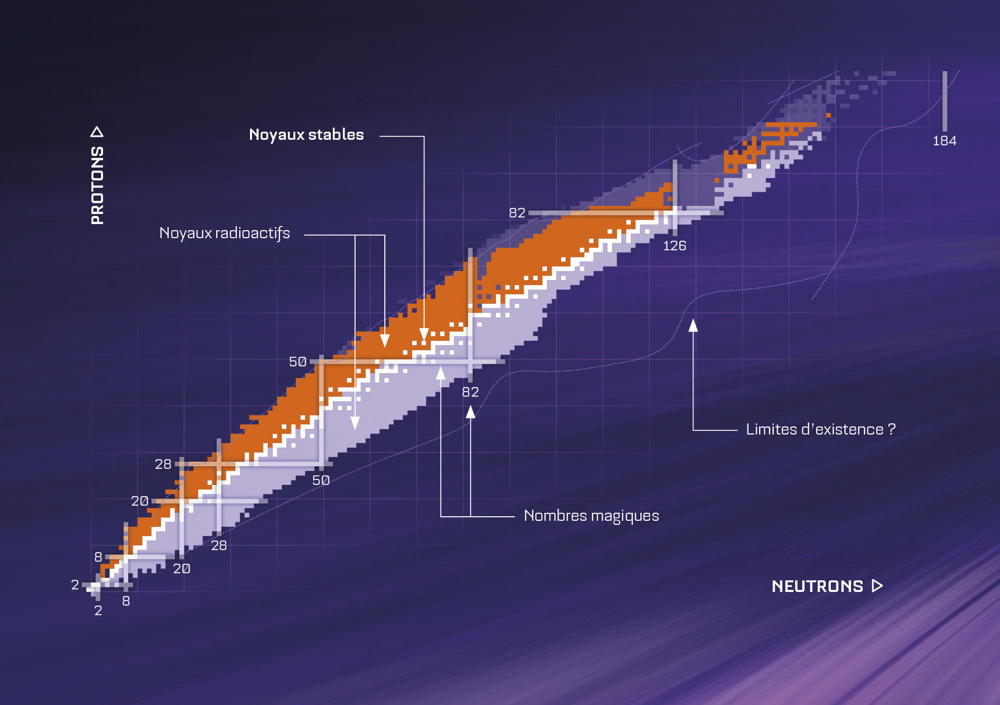 PROTONS
Noyaux stables
184
82
Noyaux radioactifs
126
50
82
Limites d'existence ?
28
50
20
Nombres magiques
28
8
20
2
NEUTRONS
8
2